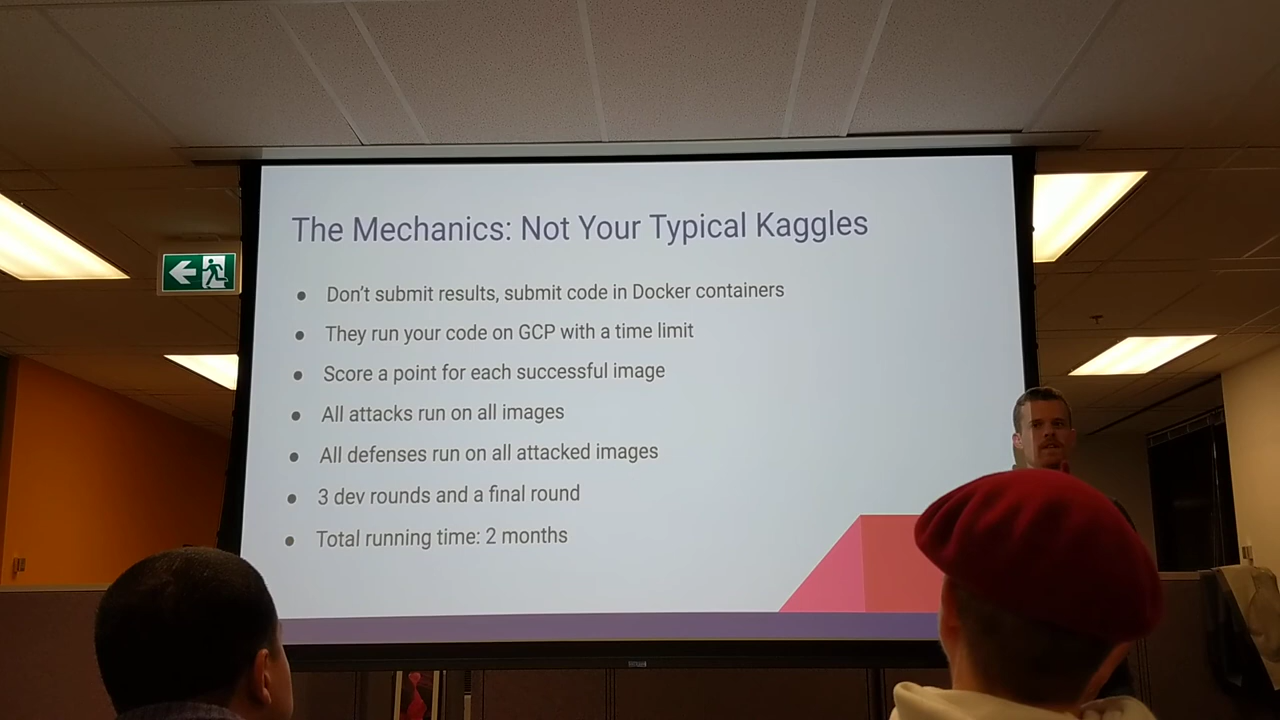 The Mechanics: Not Your Typical Kaggles
● Don't submit results, submit code in Docker containers
● They run your code on GCP with a time limit
● Score a point for each successful image
● All attacks run on all images
● All defenses run on all attacked images
● 3 dev rounds and a final round
● Total running time: 2 months